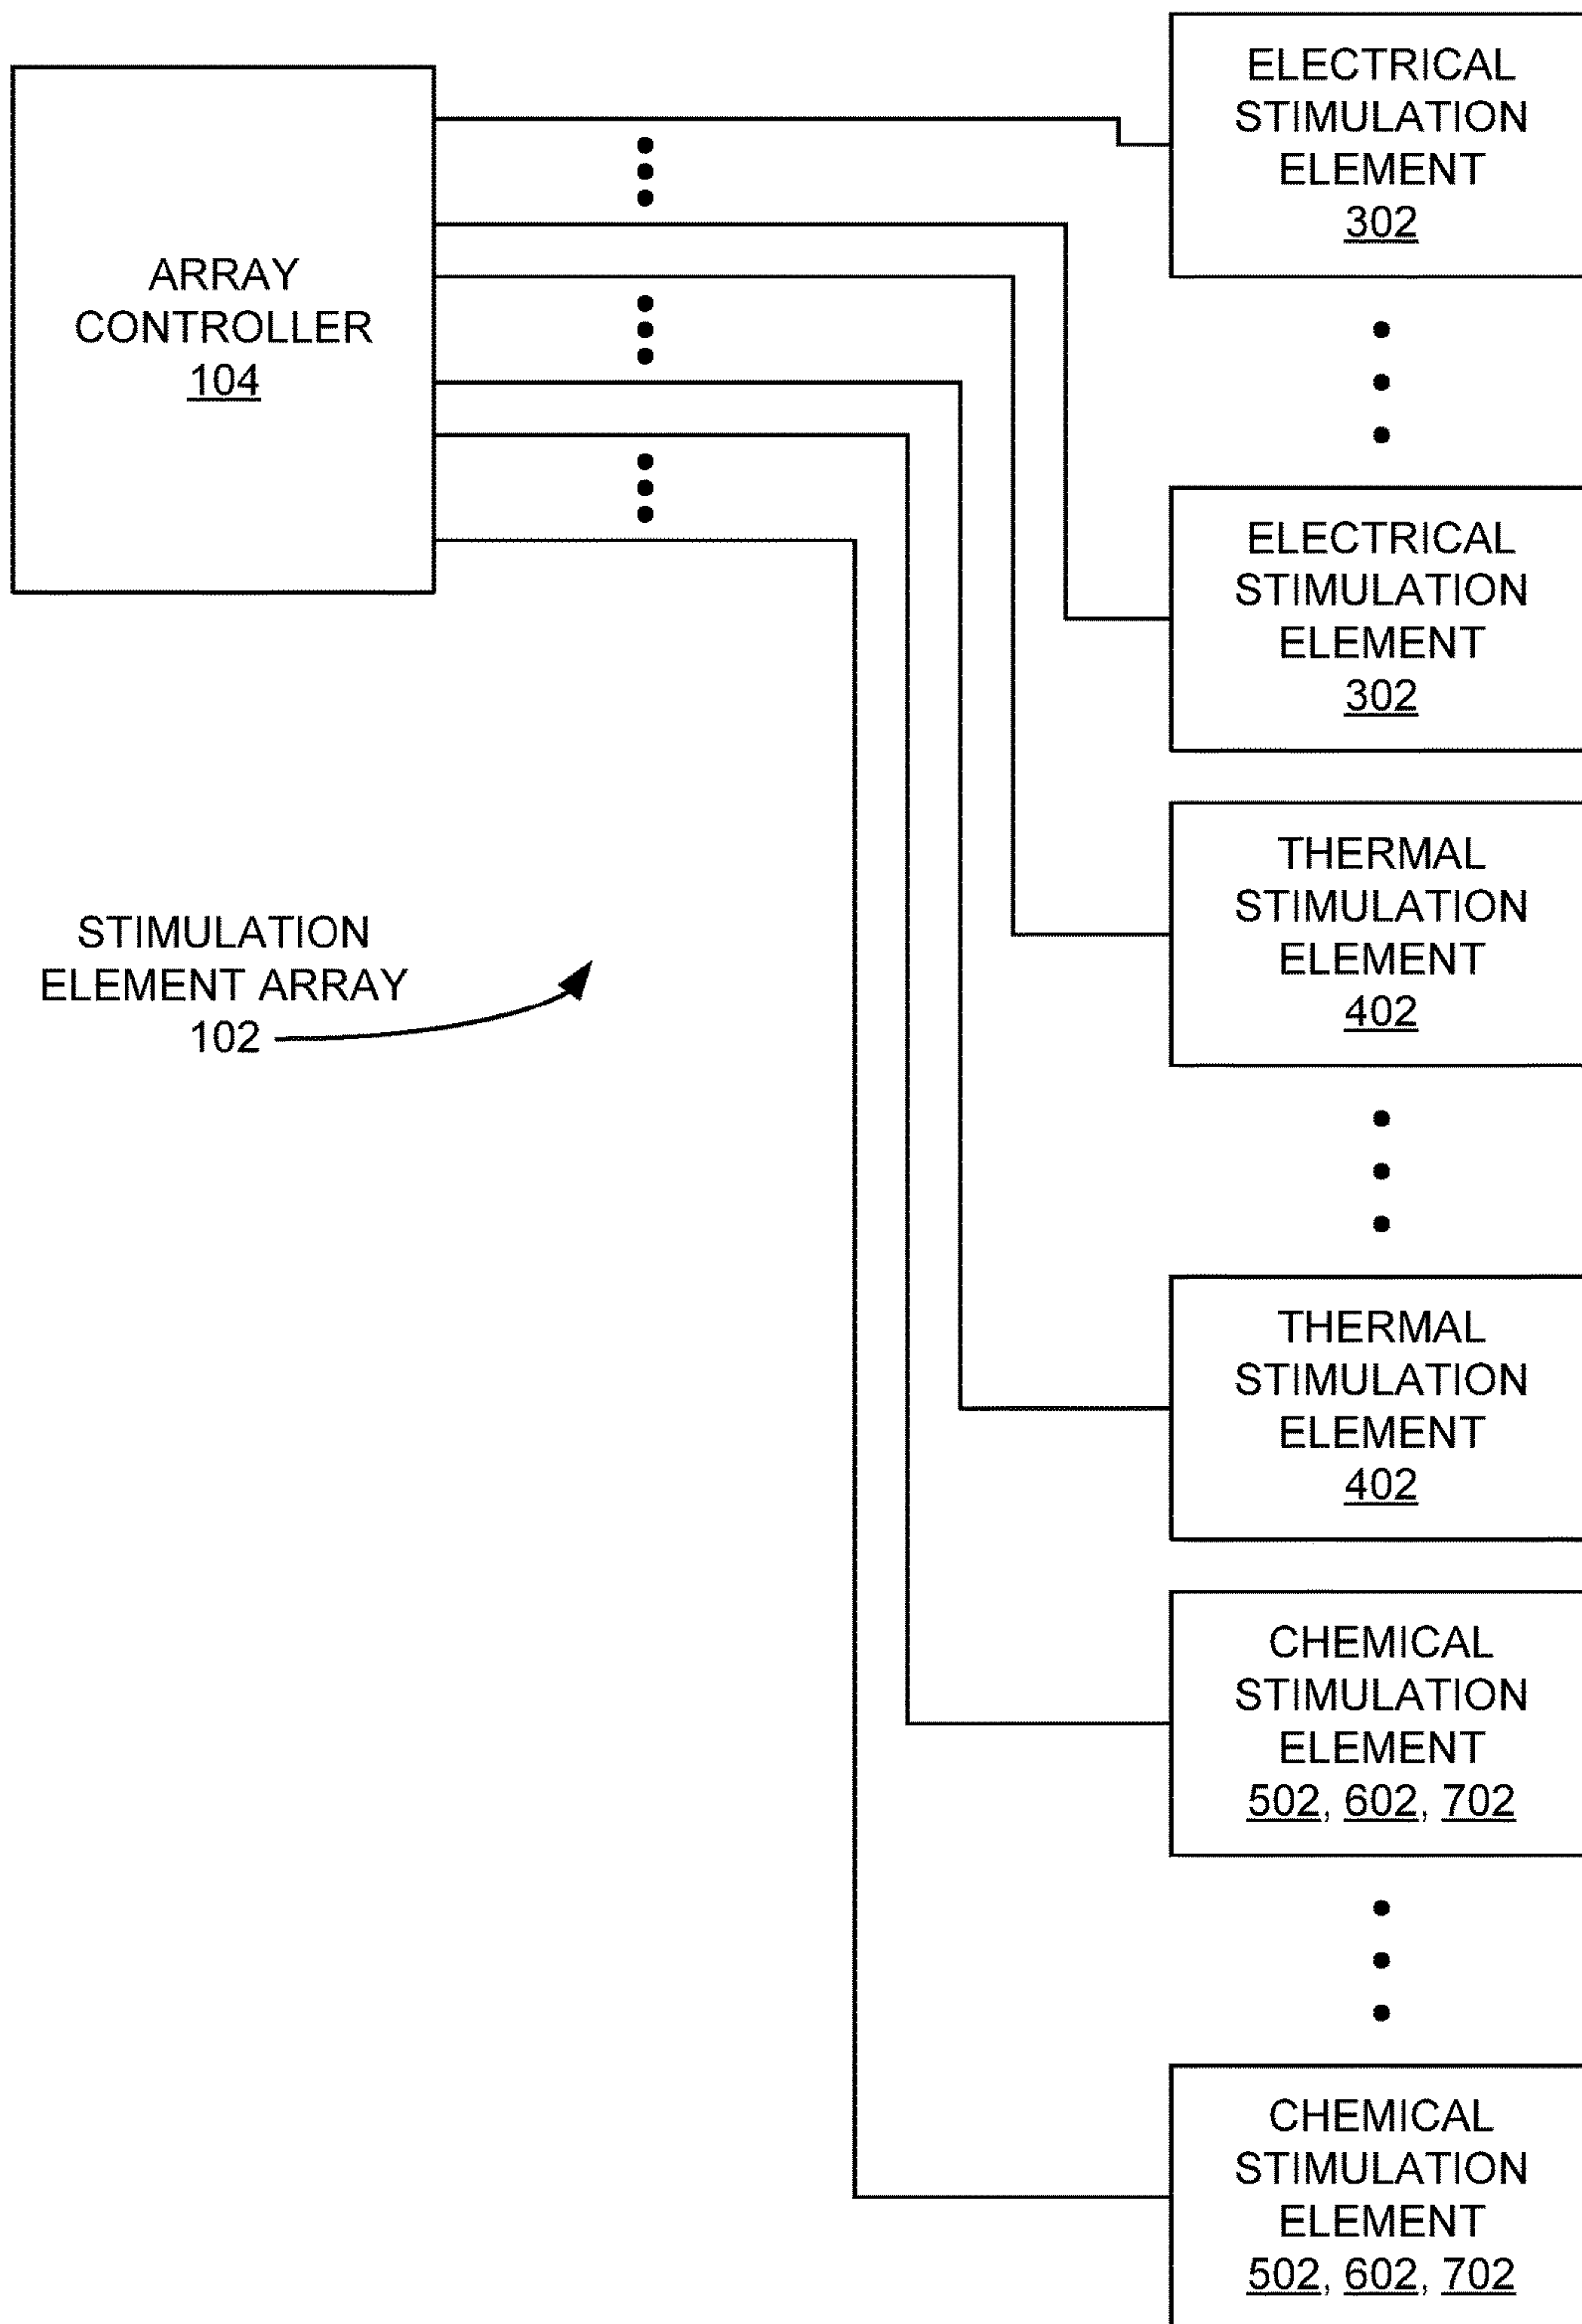 ARRAY
CONTROLLER
104
STIMULATION
ELEMENT ARRAY
102
ELECTRICAL
STIMULATION
ELEMENT
302
ELECTRICAL
STIMULATION
ELEMENT
302
THERMAL
STIMULATION
ELEMENT
402
THERMAL
STIMULATION
ELEMENT
402
CHEMICAL
STIMULATION
ELEMENT
502, 602, 702
CHEMICAL
STIMULATION
ELEMENT
502, 602, 702